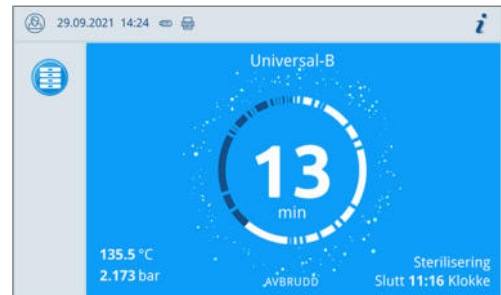 29.09.2021 14:24
i
Universal-B
13
min
135.5 °C
2.173 bar
AVBRUDD
Sterilisering
Slutt 11:16 Klokke